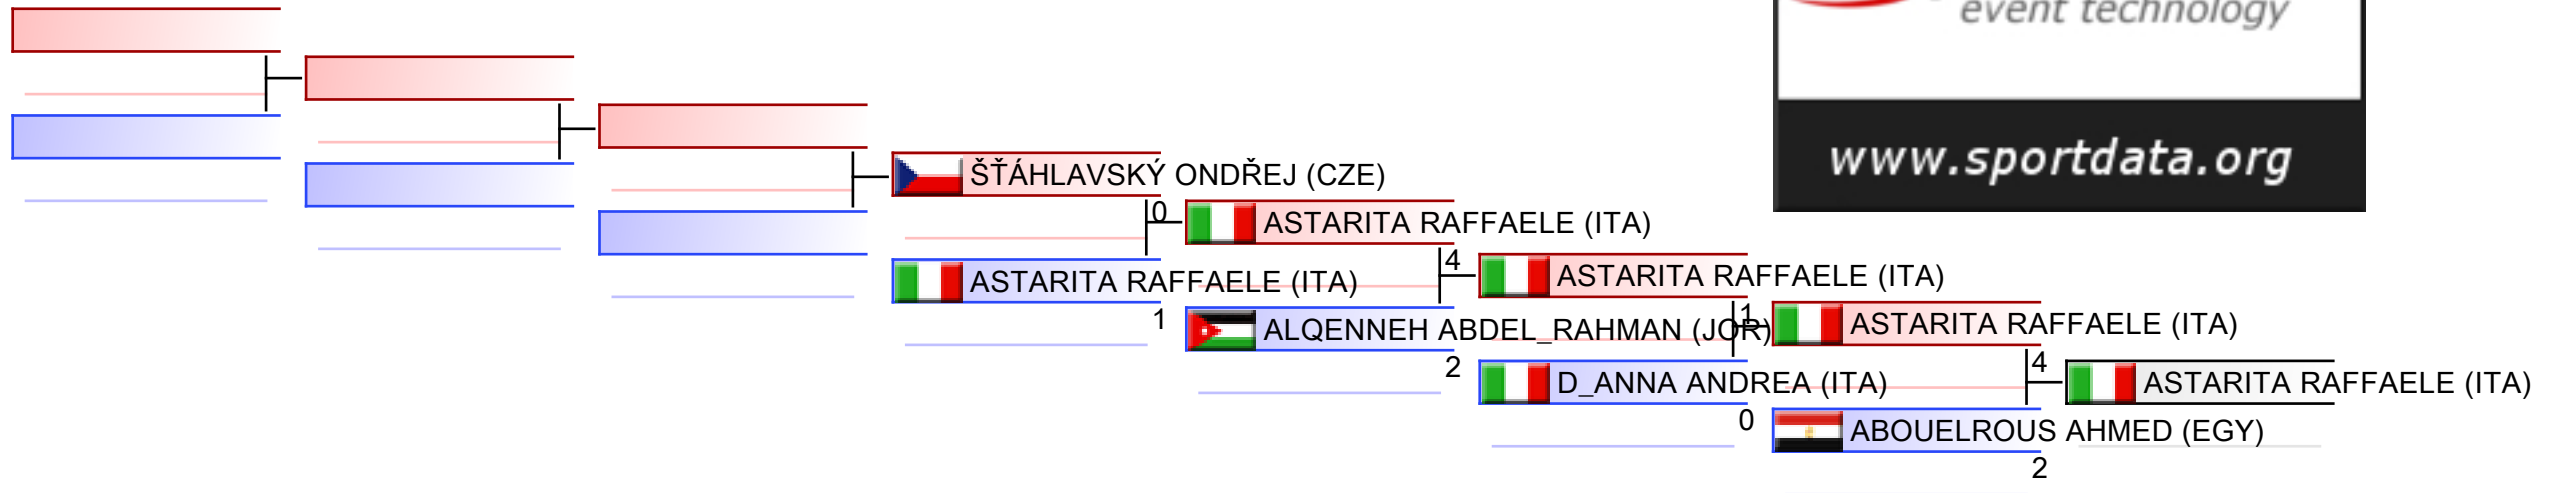 event technology
www.sportdata.org
ŠŤÁHLAVSKÝ ONDŘEJ (CZE)
0
ASTARITA RAFFAELE (ITA)
4
ASTARITA RAFFAELE (ITA)
ASTARITA RAFFAELE (ITA)
1
ALQENNEH ABDEL_RAHMAN (JOR)
1
ASTARITA RAFFAELE (ITA)
2
D_ANNA ANDREA (ITA)
4
ASTARITA RAFFAELE (ITA)
0
ABOUELROUS AHMED (EGY)
2